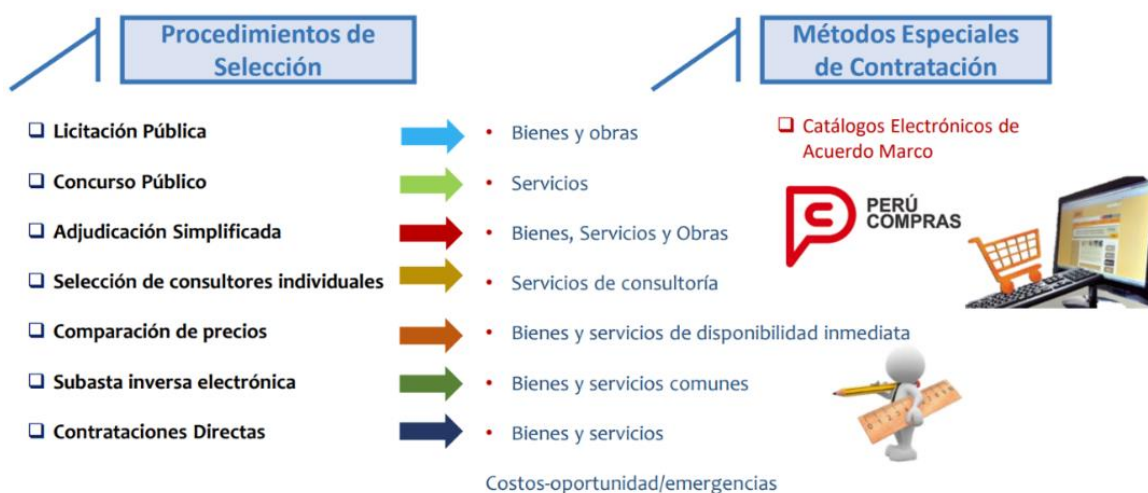 Procedimientos de
Selección
Métodos Especiales
de Contratación
Licitación Pública
Bienes y obras
Concurso Público
Servicios
Adjudicación Simplificada
Bienes, Servicios y Obras
Selección de consultores individuales
Servicios de consultoría
Comparación de precios
Bienes y servicios de disponibilidad inmediata
Subasta inversa electrónica
Bienes y servicios comunes
Contrataciones Directas
Bienes y servicios
Costos-oportunidad/emergencias
Catálogos Electrónicos de
Acuerdo Marco
PERÚ
COMPRAS